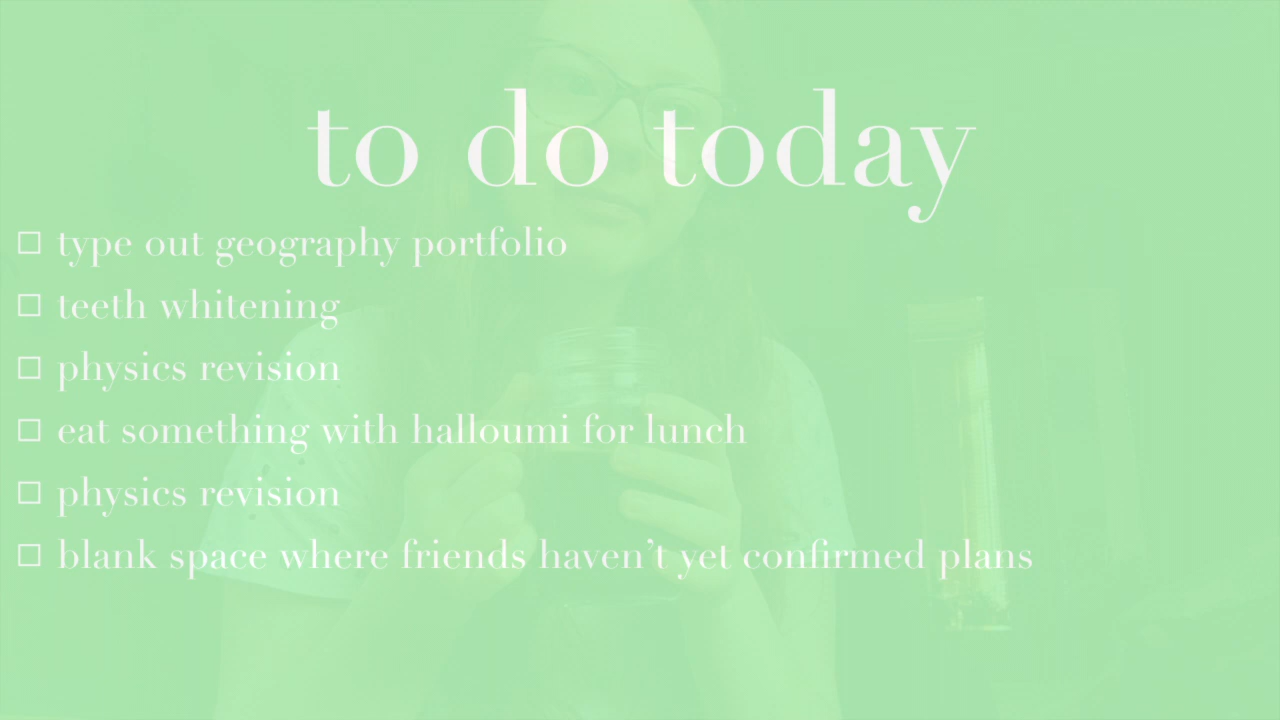 to do today
☐ type out geography portfolio
☐ teeth whitening
☐ physics revision
☐ eat something with halloumi for lunch
☐ physics revision
☐ blank space where friends haven’t yet confirmed plans